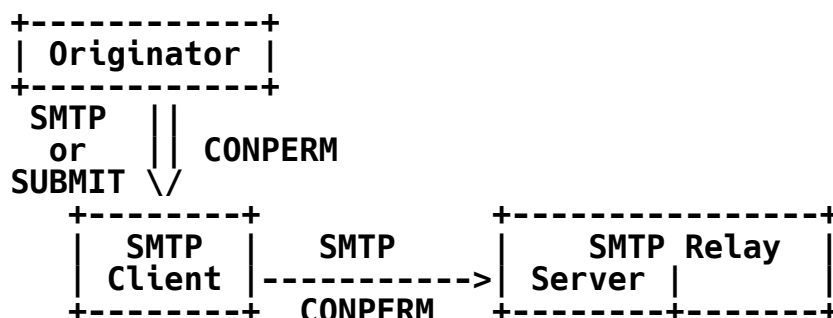 +------------+
| Originator |
+------------+
SMTP ||
or || CONPERM
SUBMIT \/
+--------+ +----------------+
| SMTP | SMTP | SMTP Relay |
| Client |----------->| Server | |
+--------+ CONPERM +--------+-------+